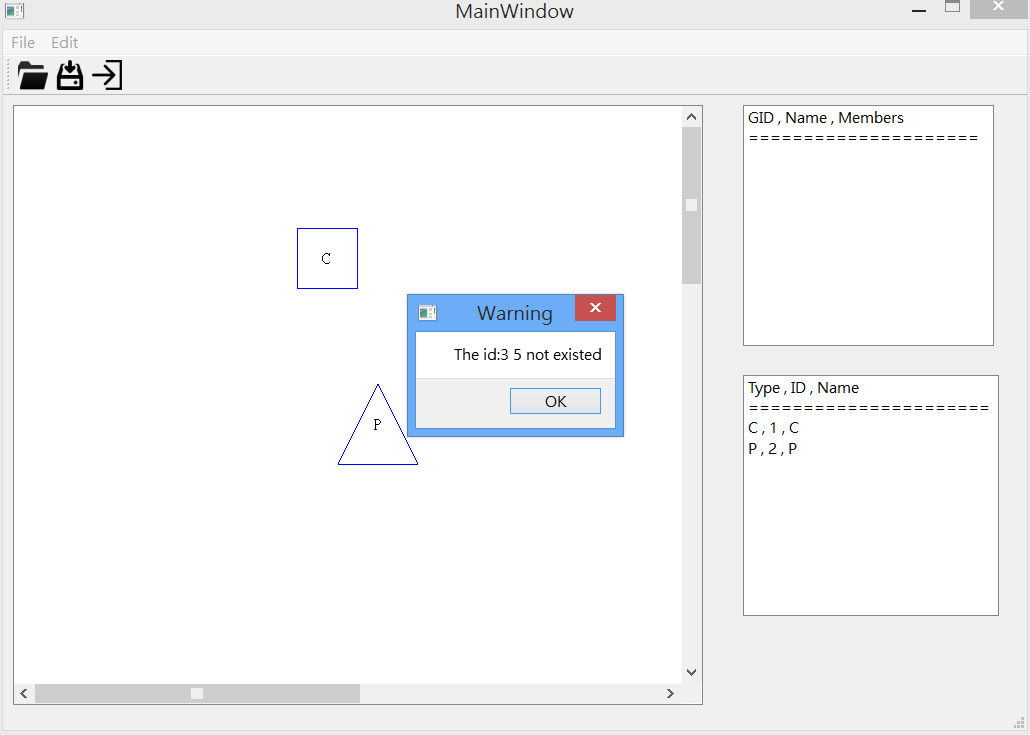 MainWindow
File Edit
C
P
Warning
The id:3 5 not existed
OK
GID , Name , Members
=====================
Type , ID , Name
======================
C , 1 , C
P , 2 , P